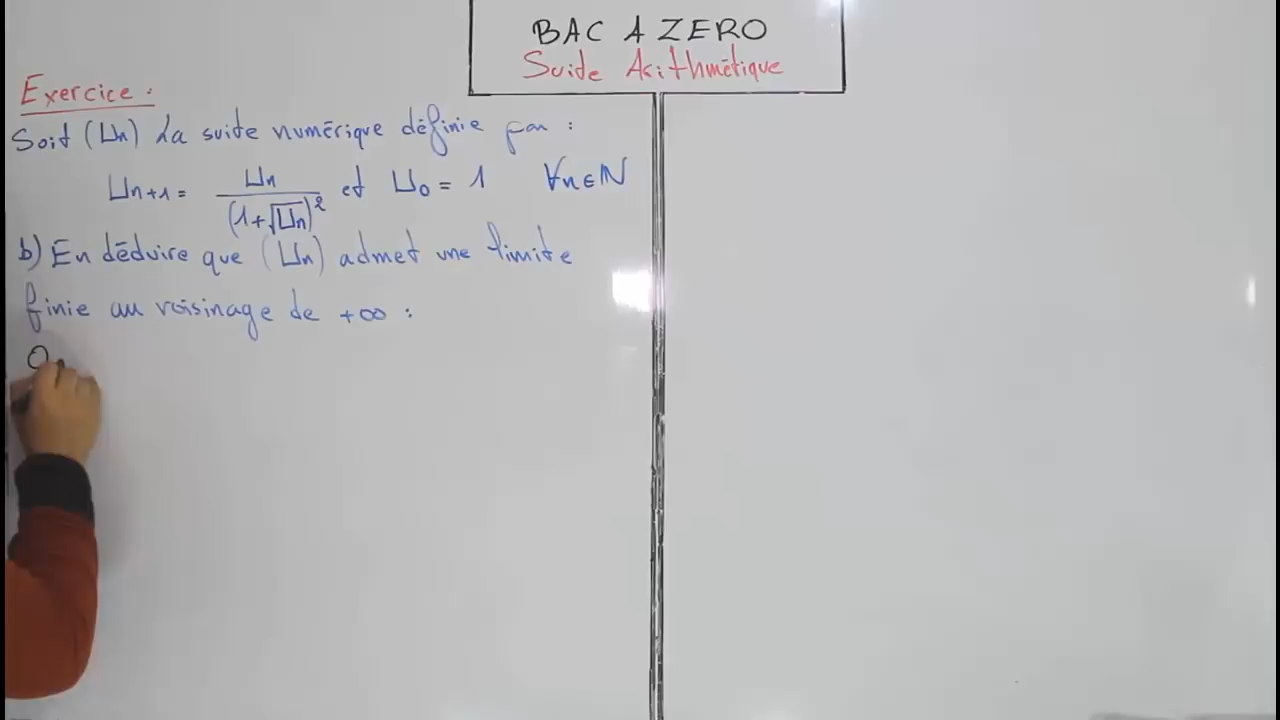 BAC A ZERO
Suite Arithmétique
Exercice :
Soit (Un) La suite numérique définie par :
Un+1 = Un / (1+√Un)² et U0 = 1 ∀n∈ℕ
b) En déduire que (Un) admet une limite
finie au voisinage de +∞ :
On